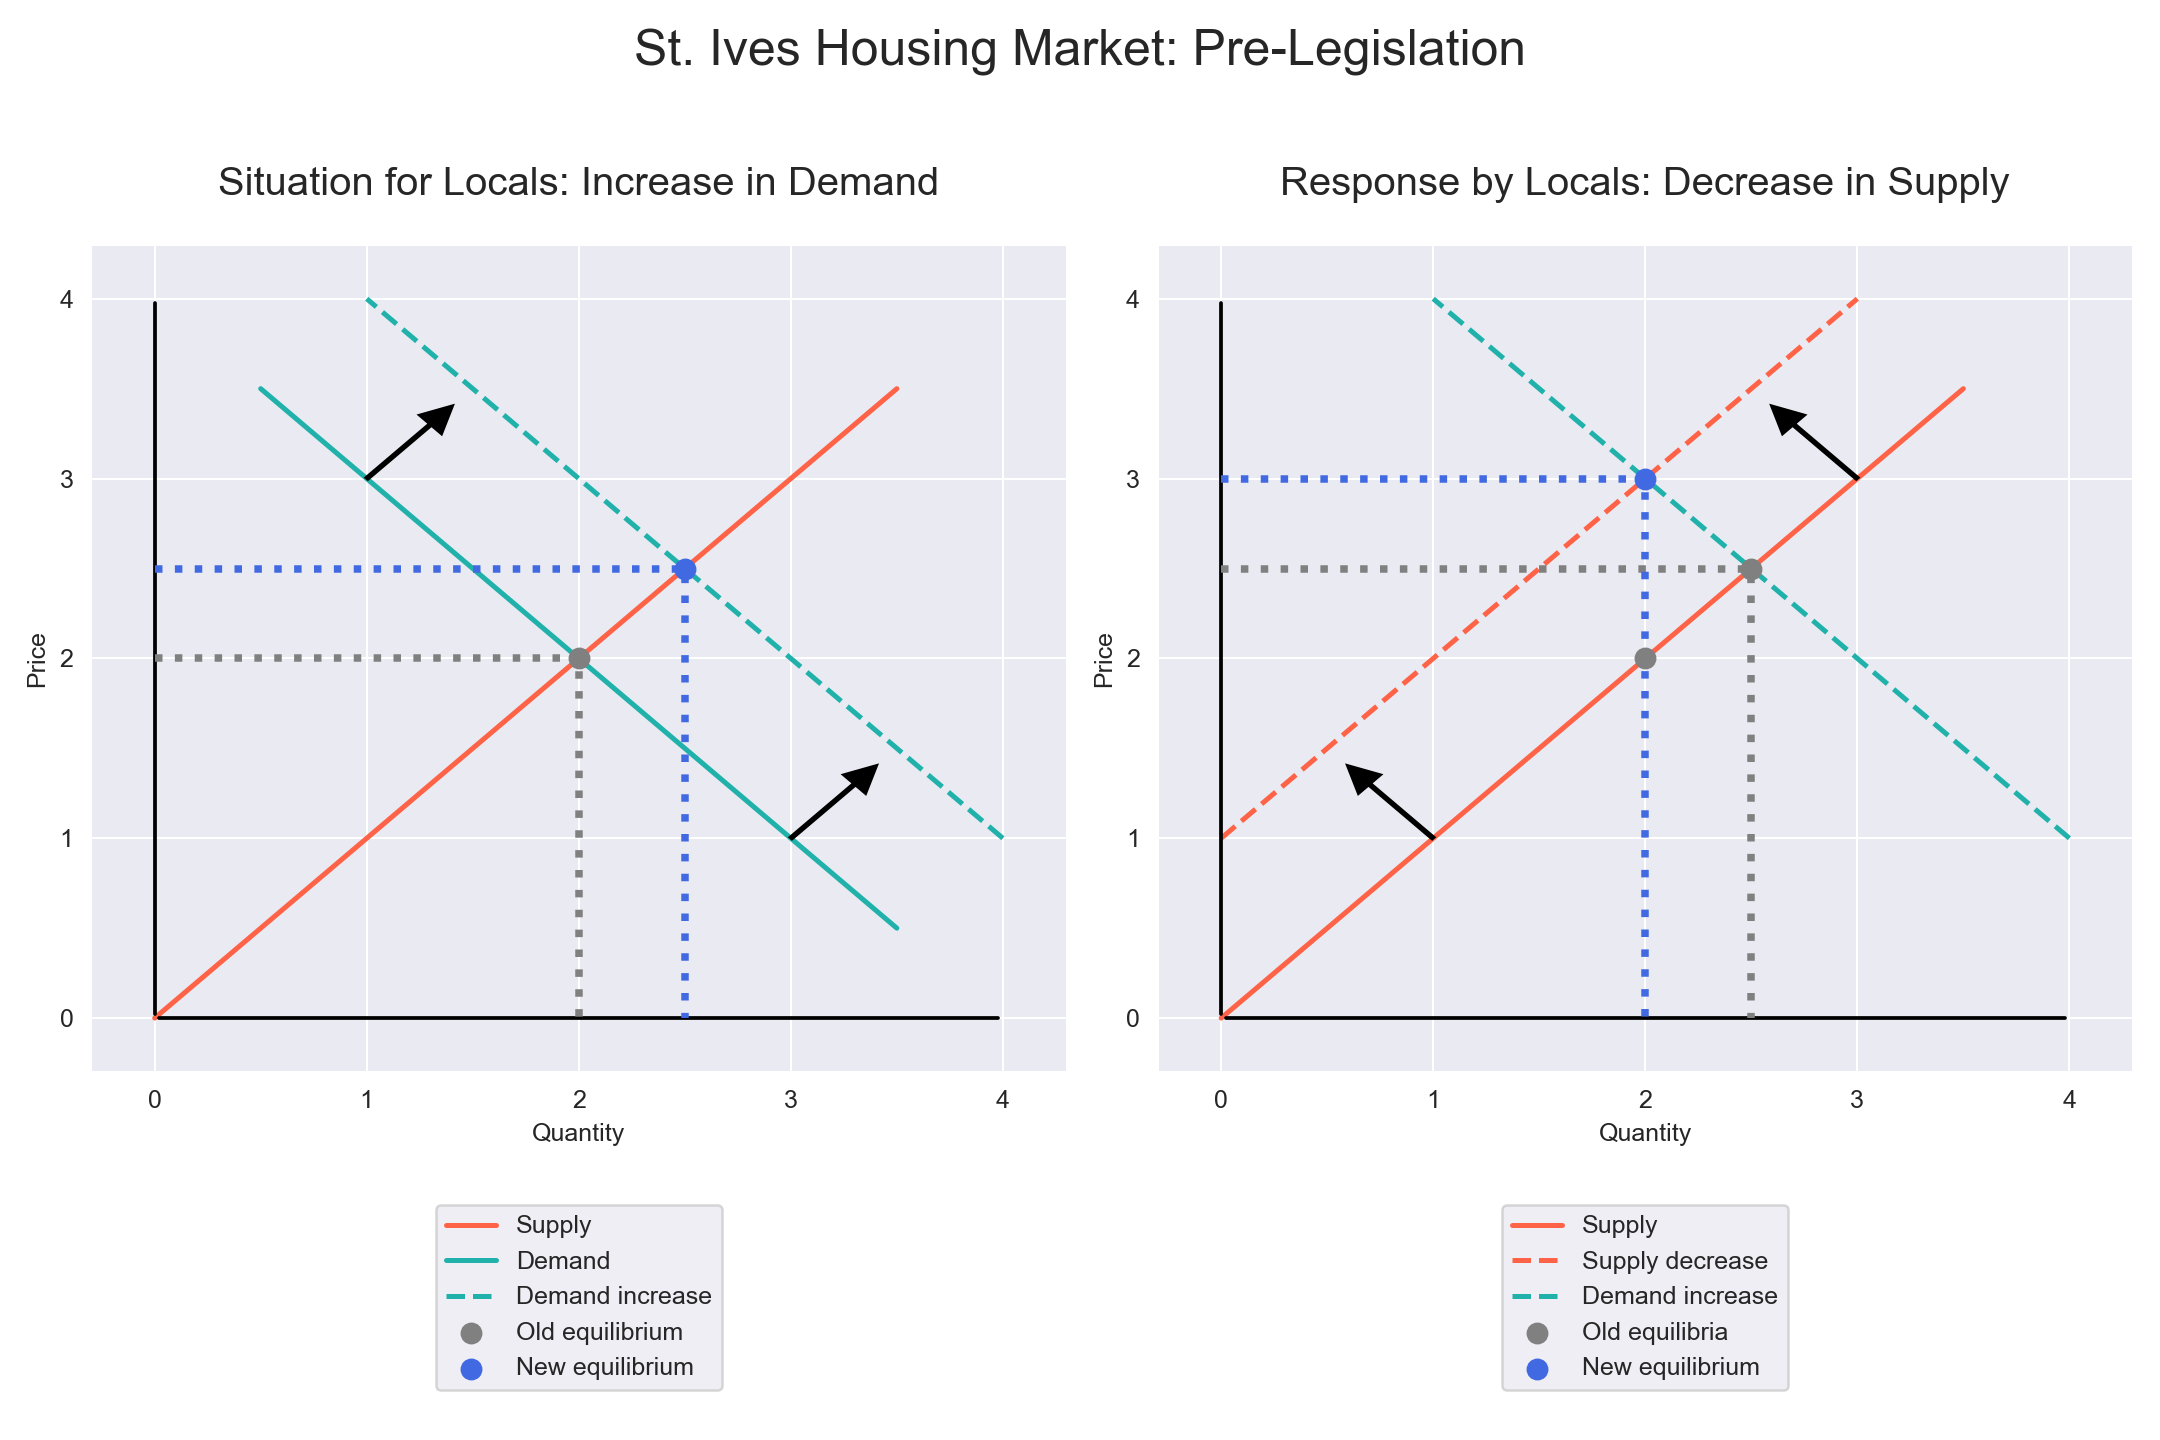 St. Ives Housing Market: Pre-Legislation
Situation for Locals: Increase in Demand
4
3
2
1
0
Price
0 1 2 3 4
Quantity
Supply
Demand
Demand increase
Old equilibrium
New equilibrium
Response by Locals: Decrease in Supply
4
3
2
1
0
Price
0 1 2 3 4
Quantity
Supply
Supply decrease
Demand increase
Old equilibria
New equilibrium